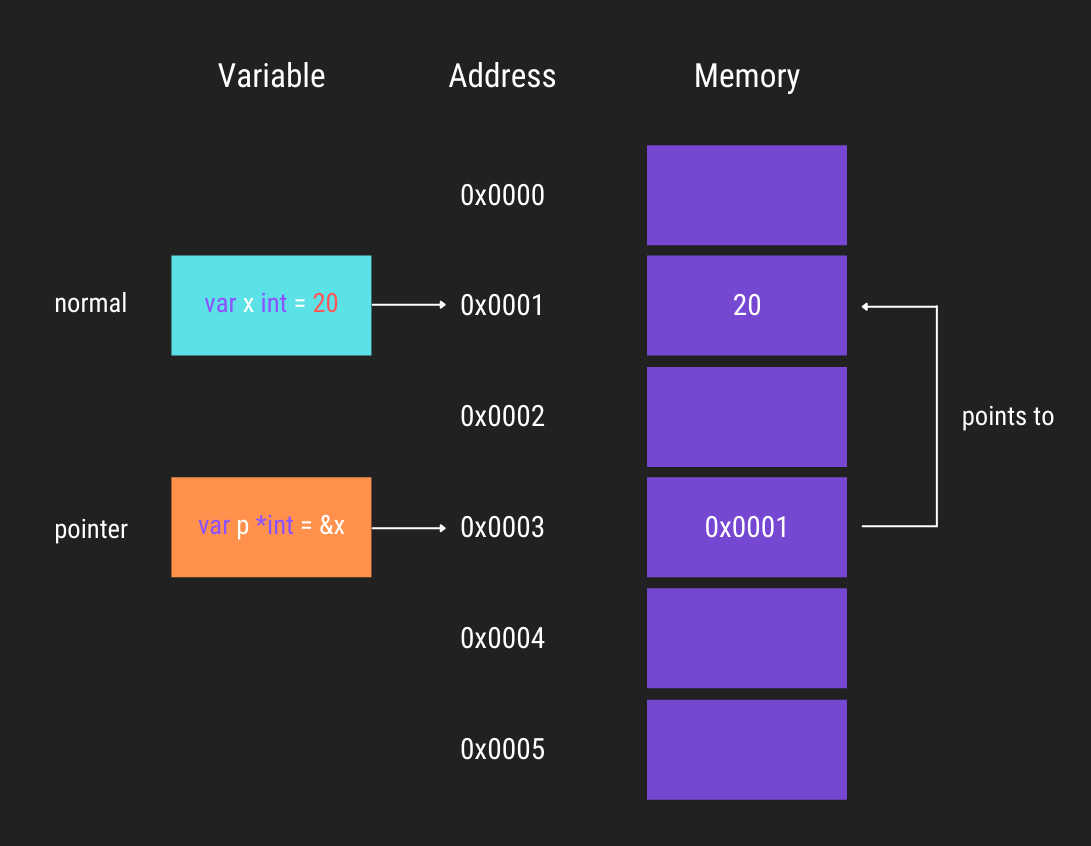 Variable Address Memory
0x0000
normal var x int = 20 0x0001 20
0x0002 points to
pointer var p *int = &x 0x0003 0x0001
0x0004
0x0005